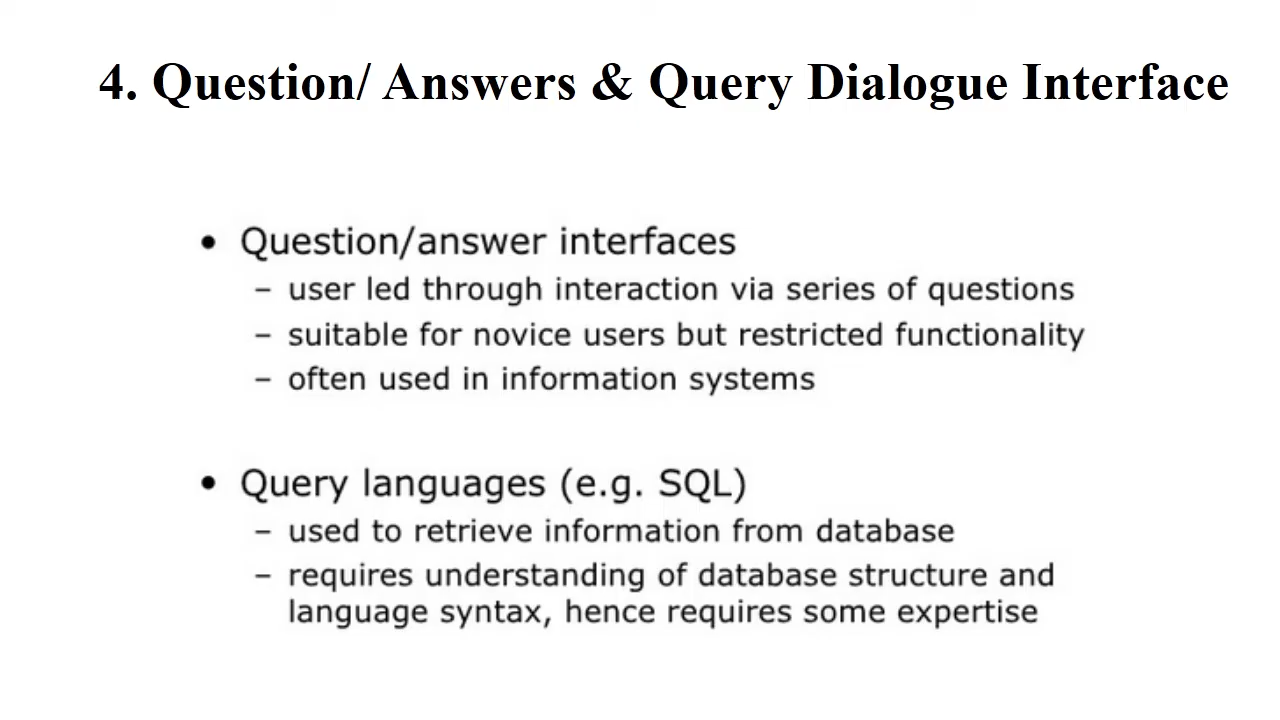 4. Question/ Answers & Query Dialogue Interface
• Question/answer interfaces
– user led through interaction via series of questions
– suitable for novice users but restricted functionality
– often used in information systems
• Query languages (e.g. SQL)
– used to retrieve information from database
– requires understanding of database structure and
language syntax, hence requires some expertise